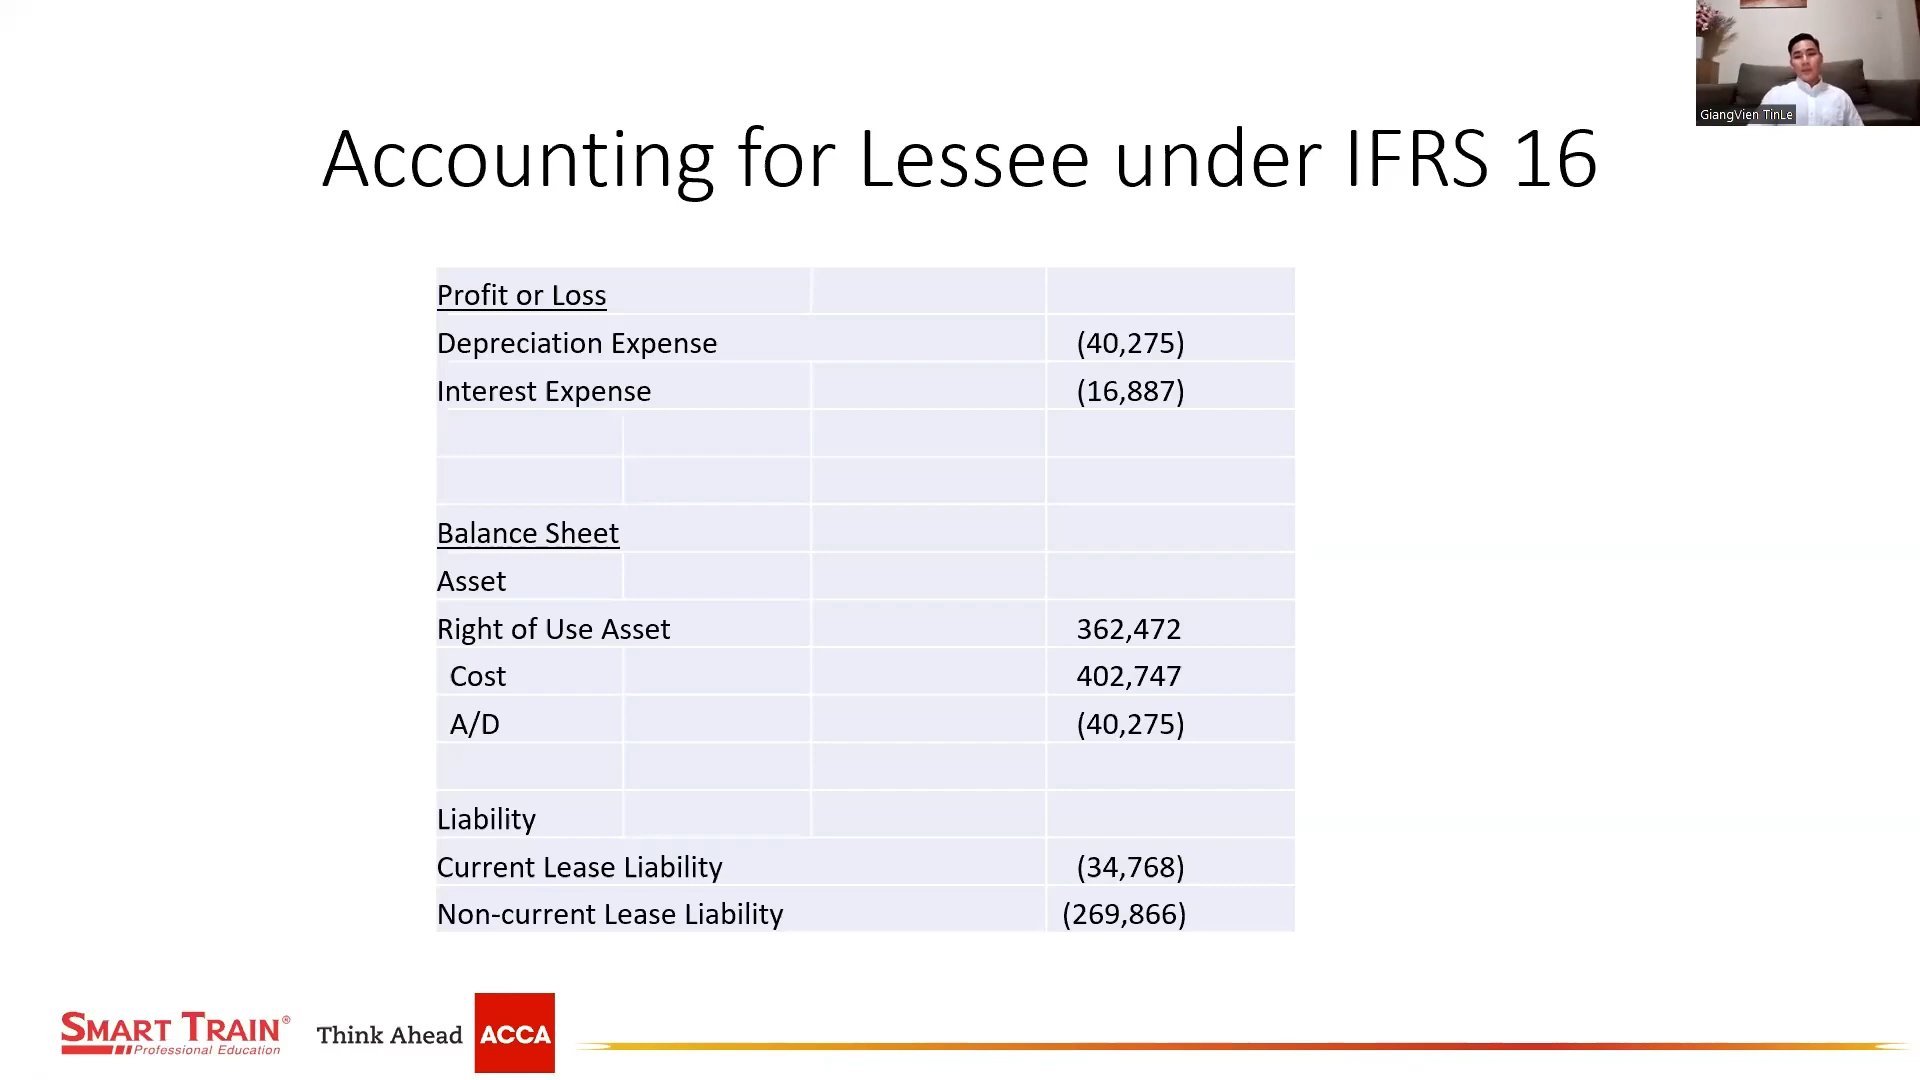 GiangVien TinLe
Accounting for Lessee under IFRS 16
Profit or Loss
Depreciation Expense (40,275)
Interest Expense (16,887)
Balance Sheet
Asset
Right of Use Asset 362,472
Cost 402,747
A/D (40,275)
Liability
Current Lease Liability (34,768)
Non-current Lease Liability (269,866)
SMART TRAIN®
Professional Education
Think Ahead ACCA